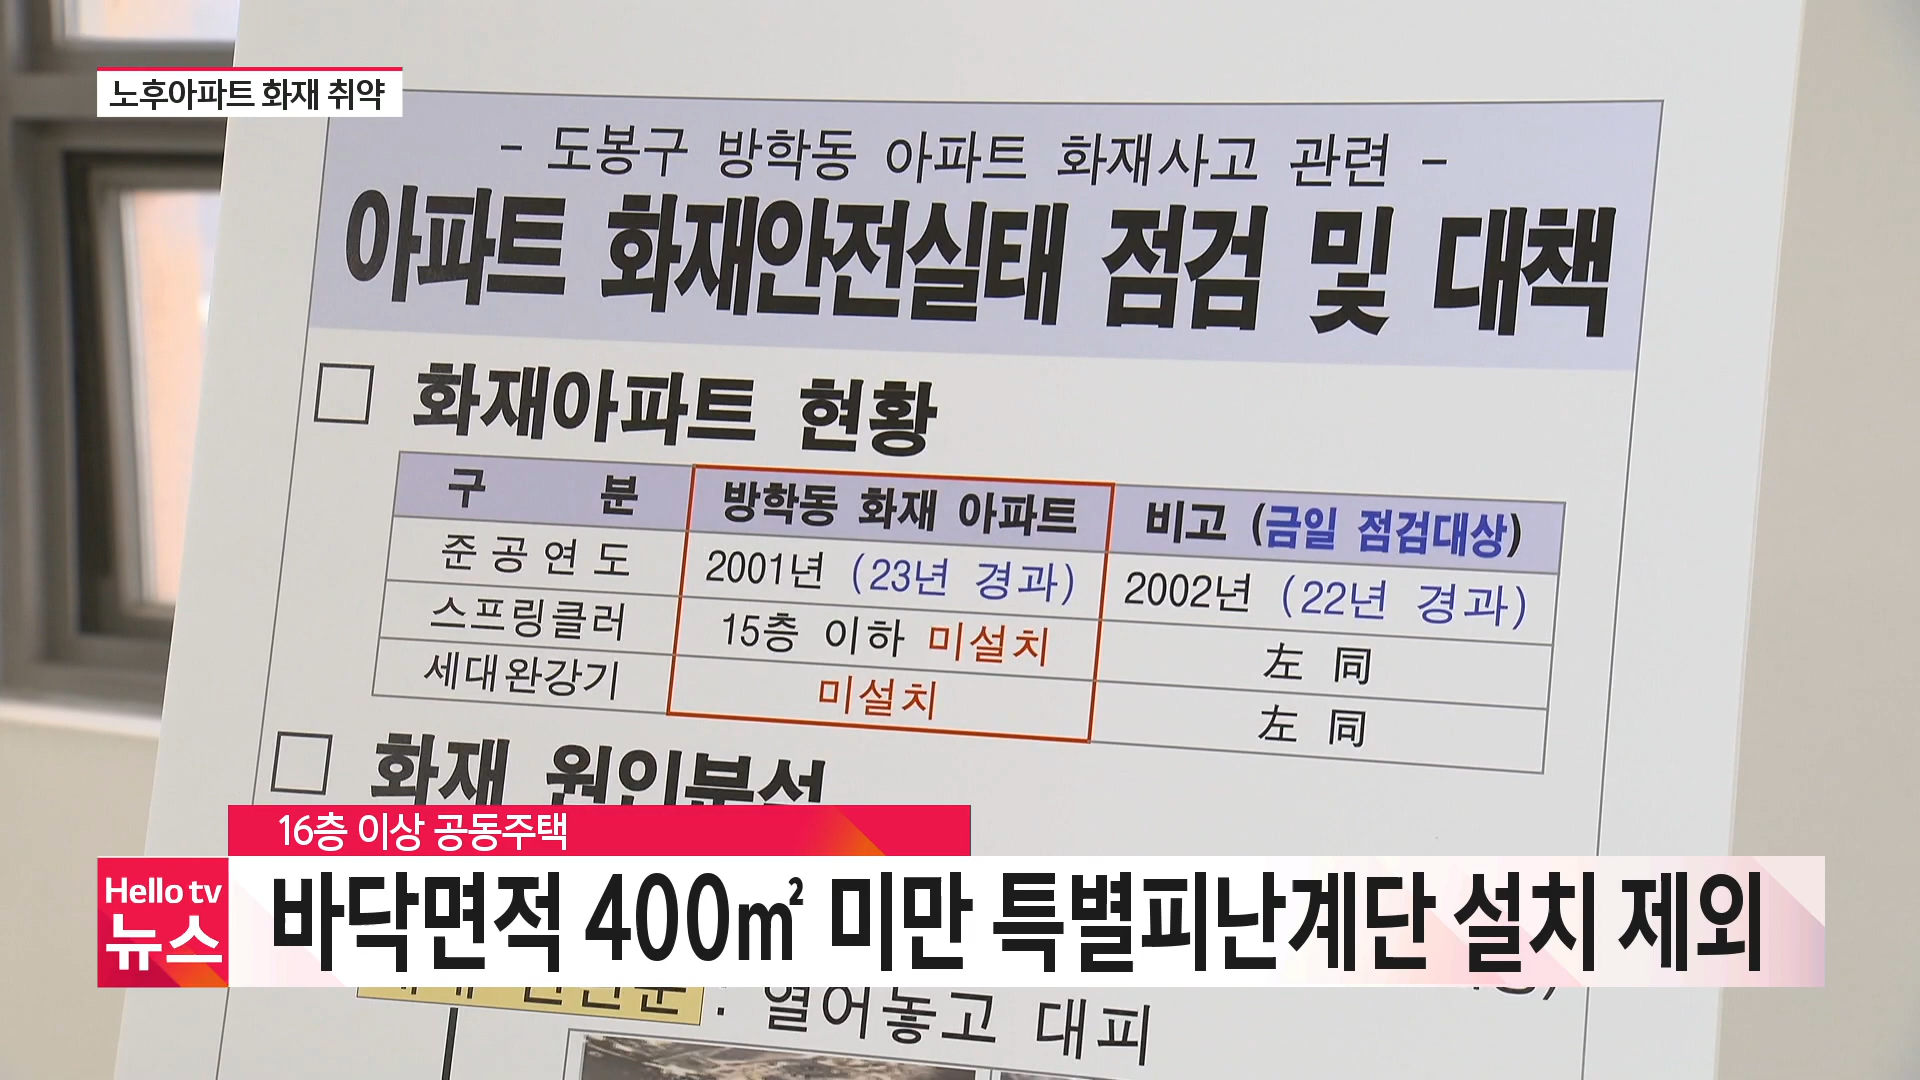 노후아파트 화재 취약
- 도봉구 방학동 아파트 화재사고 관련 -
아파트 화재안전실태 점검 및 대책
□ 화재아파트 현황
구 분 방학동 화재 아파트 비고 (금일 점검대상)
준공연도 2001년 (23년 경과) 2002년 (22년 경과)
스프링클러 15층 이하 미설치 左 同
세대완강기 미설치 左 同
□ 화재 원인분석
16층 이상 공동주택
Hello tv
뉴스
바닥면적 400㎡ 미만 특별피난계단 설치 제외
: 열어놓고 대피